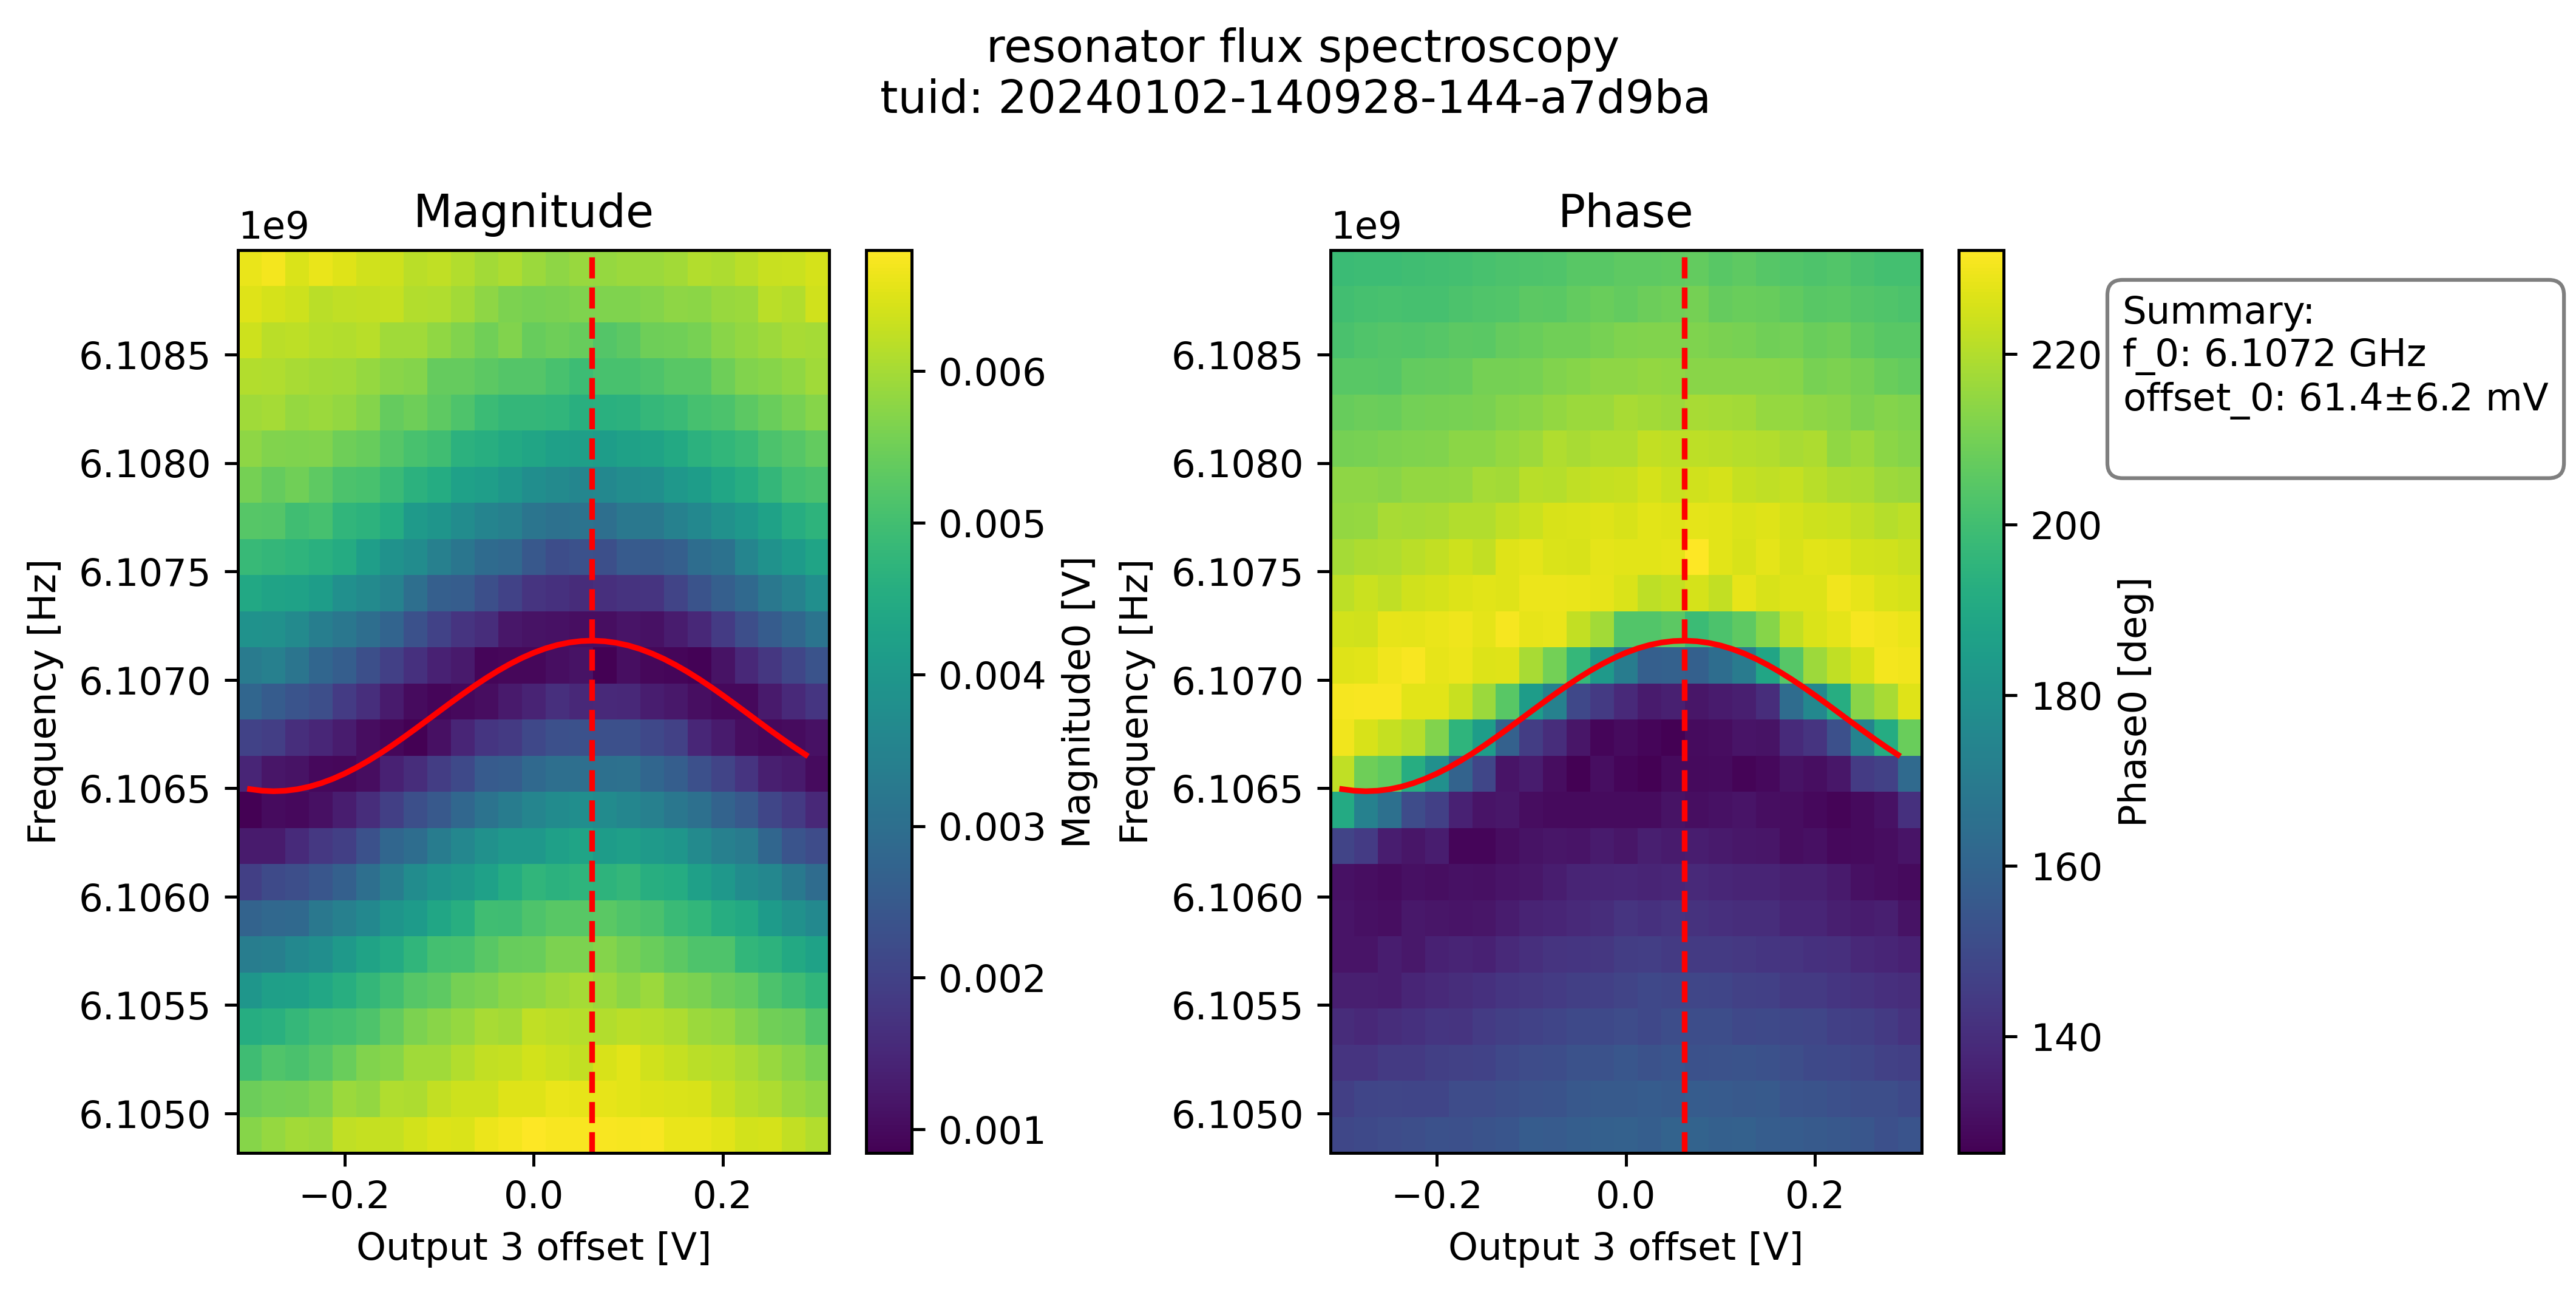 resonator flux spectroscopy
tuid: 20240102-140928-144-a7d9ba
Magnitude
1e9
6.1085
6.1080
6.1075
6.1070
6.1065
6.1060
6.1055
6.1050
Frequency [Hz]
−0.2
0.0
0.2
Output 3 offset [V]
0.006
0.005
0.004
0.003
0.002
0.001
Magnitude0 [V]
Phase
1e9
6.1085
6.1080
6.1075
6.1070
6.1065
6.1060
6.1055
6.1050
Frequency [Hz]
−0.2
0.0
0.2
Output 3 offset [V]
220
200
180
160
140
Phase0 [deg]
Summary:
f_0: 6.1072 GHz
offset_0: 61.4±6.2 mV